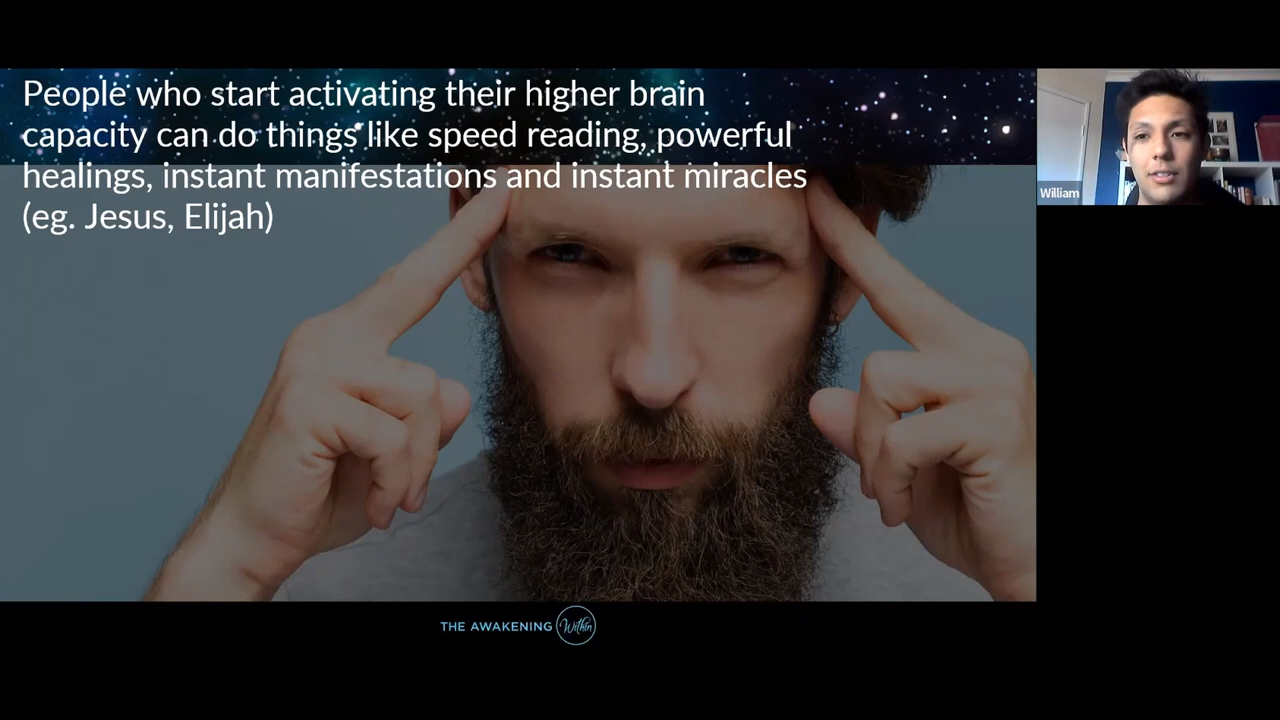 People who start activating their higher brain
capacity can do things like speed reading, powerful
healings, instant manifestations and instant miracles
(eg. Jesus, Elijah)
William
THE AWAKENING Within